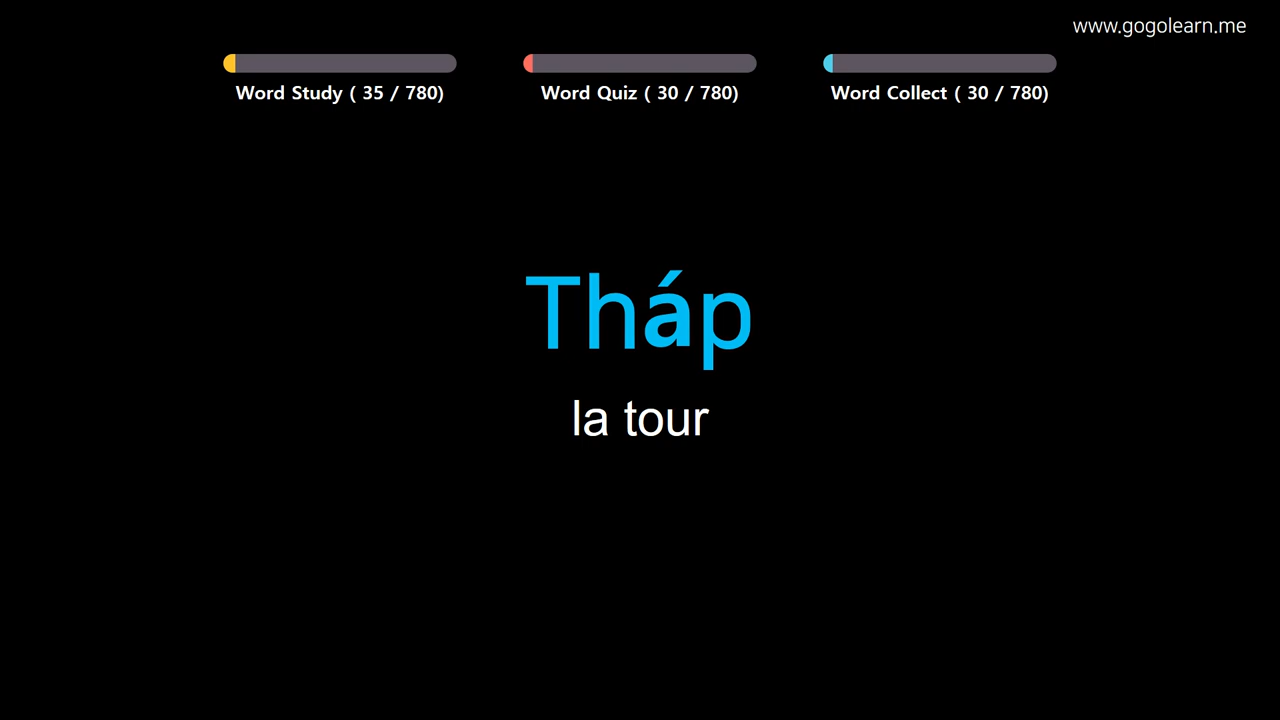 www.gogolearn.me
Word Study ( 35 / 780)
Word Quiz ( 30 / 780)
Word Collect ( 30 / 780)
Tháp
la tour